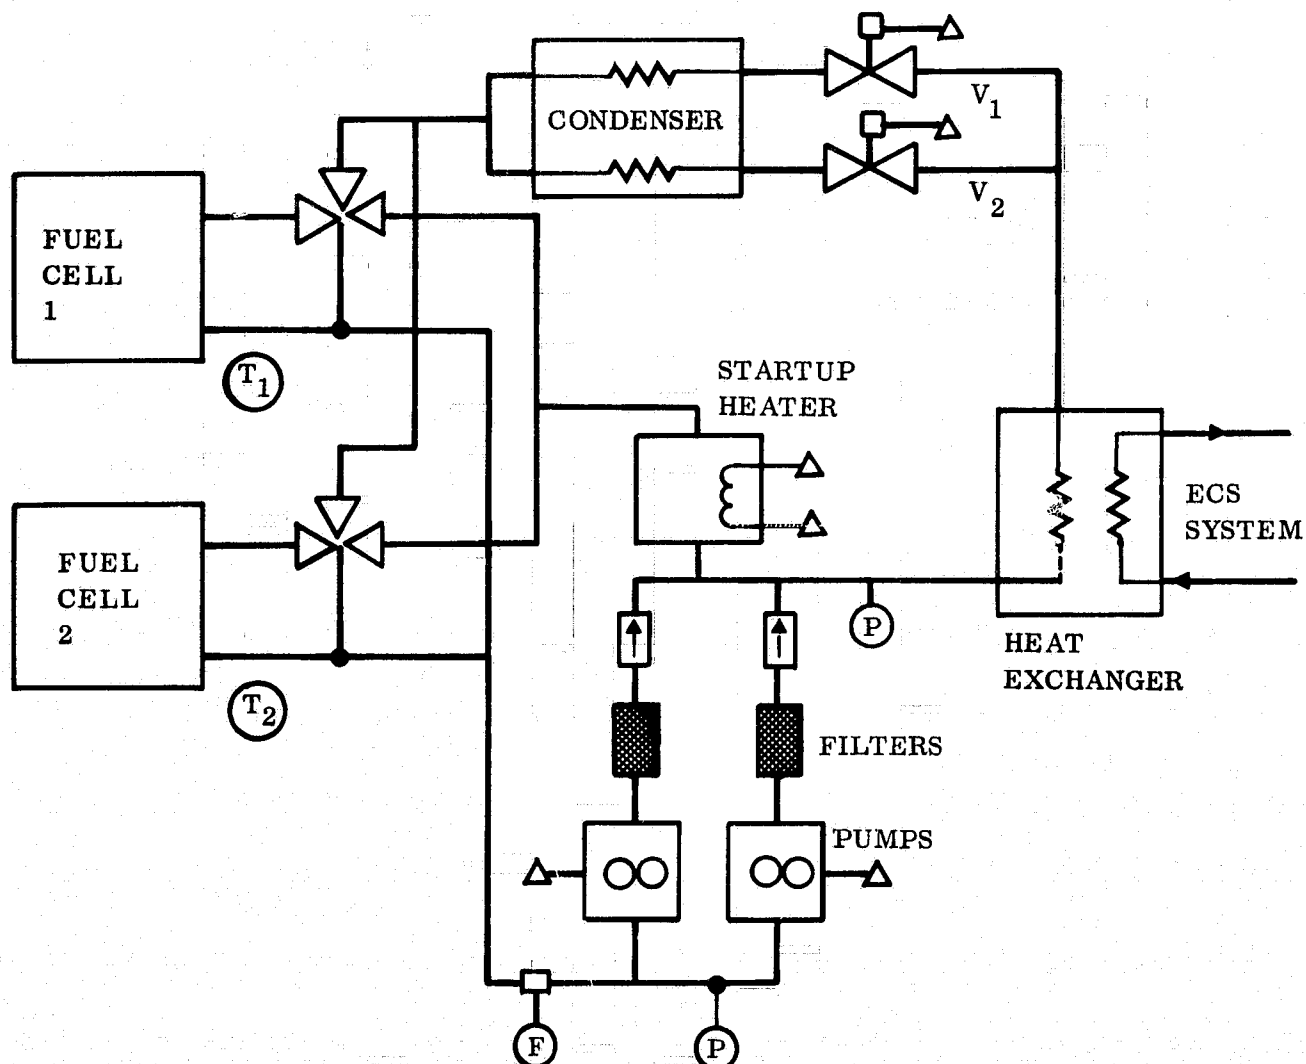 CONDENSER
V1
V2
FUEL
CELL
1
T1
STARTUP
HEATER
ECS
SYSTEM
FUEL
CELL
2
T2
P
HEAT
EXCHANGER
FILTERS
PUMPS
F
P